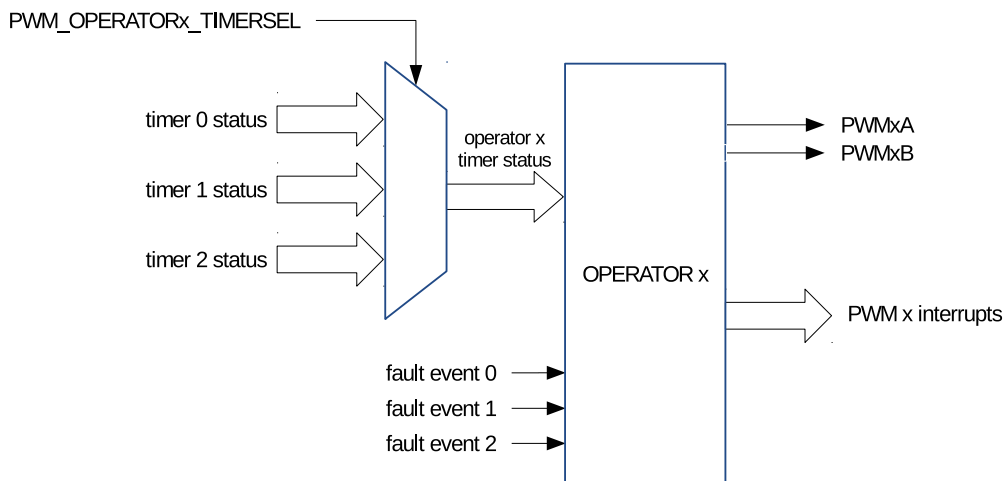 PWM_OPERATORx_TIMERSEL
timer 0 status
timer 1 status
timer 2 status
operator x
timer status
OPERATOR x
PWMxA
PWMxB
PWM x interrupts
fault event 0
fault event 1
fault event 2